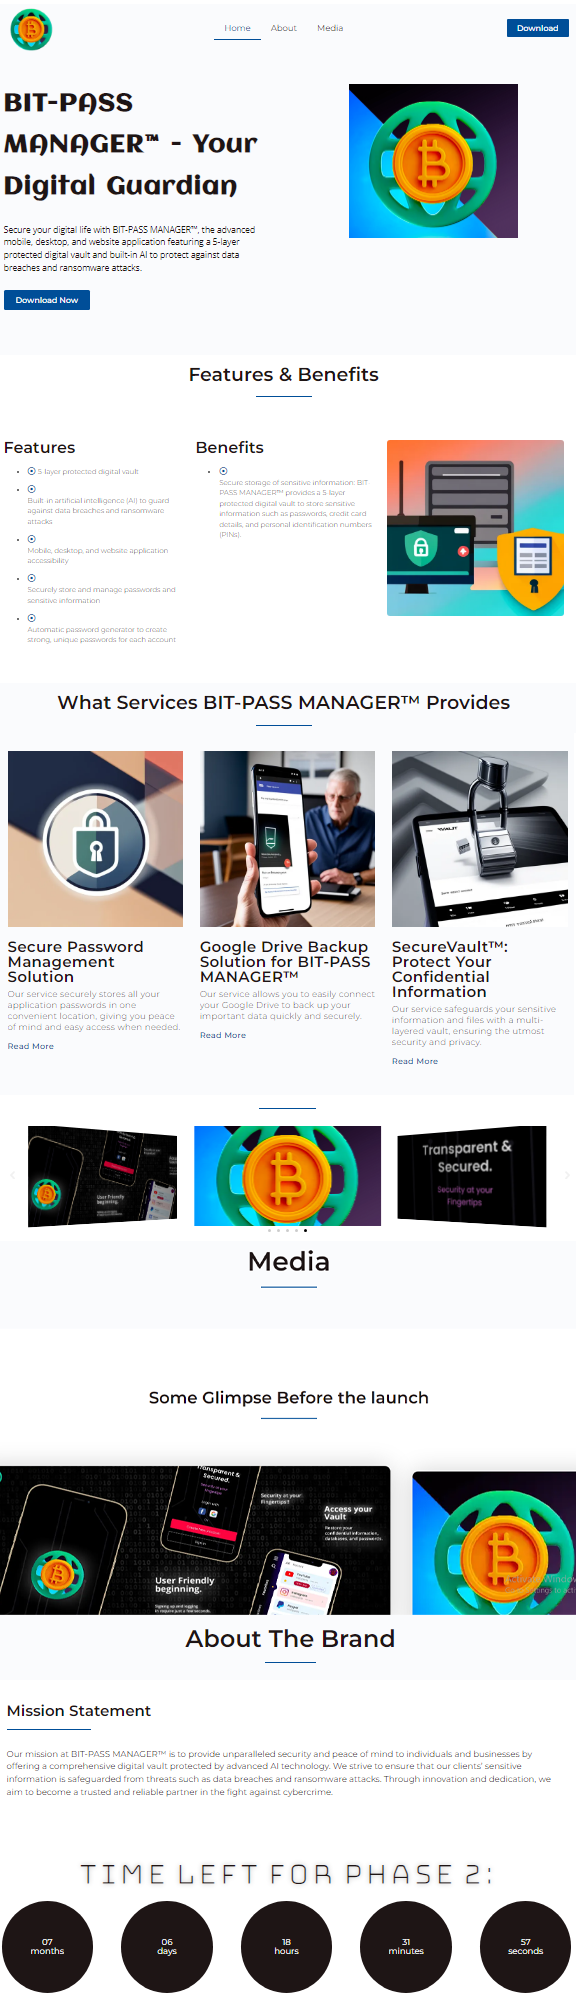 Home
About
Media
Download
BIT-PASS
MANAGER™ - Your
Digital Guardian
Secure your digital life with BIT-PASS MANAGER™, the advanced
mobile, desktop, and website application featuring a 5-layer
protected digital vault and built-in AI to protect against data
breaches and ransomware attacks.
Download Now
Features & Benefits
Features
5-layer protected digital vault
Built-in artificial intelligence (AI) to guard
against data breaches and ransomware
attacks
Mobile, desktop, and website application
accessibility
Securely store and manage passwords and
sensitive information
Automatic password generator to create
strong, unique passwords for each account
Benefits
Secure storage of sensitive information: BIT-
PASS MANAGER™ provides a 5-layer
protected digital vault to store sensitive
information such as passwords, credit card
details, and personal identification numbers
(PINs).
What Services BIT-PASS MANAGER™ Provides
Secure Password
Management
Solution
Our service securely stores all your
application passwords in one
convenient location, giving you peace
of mind and easy access when needed.
Read More
Google Drive Backup
Solution for BIT-PASS
MANAGER™
Our service allows you to easily connect
your Google Drive to back up your
important data quickly and securely.
Read More
SecureVault™:
Protect Your
Confidential
Information
Our service safeguards your sensitive
information and files with a multi-
layered vault, ensuring the utmost
security and privacy.
Read More
User Friendly
beginning.
Transparent &
Secured.
Security at your
Fingertips
Media
Some Glimpse Before the launch
Transparent &
Secured.
Security at your
Fingertips!
Access your
Vault
Restore your
confidential information,
databases, and passwords.
User Friendly
beginning.
Signing up and logging
in require just a few seconds.
About The Brand
Mission Statement
Our mission at BIT-PASS MANAGER™ is to provide unparalleled security and peace of mind to individuals and businesses by
offering a comprehensive digital vault protected by advanced AI technology. We strive to ensure that our clients' sensitive
information is safeguarded from threats such as data breaches and ransomware attacks. Through innovation and dedication, we
aim to become a trusted and reliable partner in the fight against cybercrime.
TIME LEFT FOR PHASE 2:
07
months
06
days
18
hours
31
minutes
57
seconds